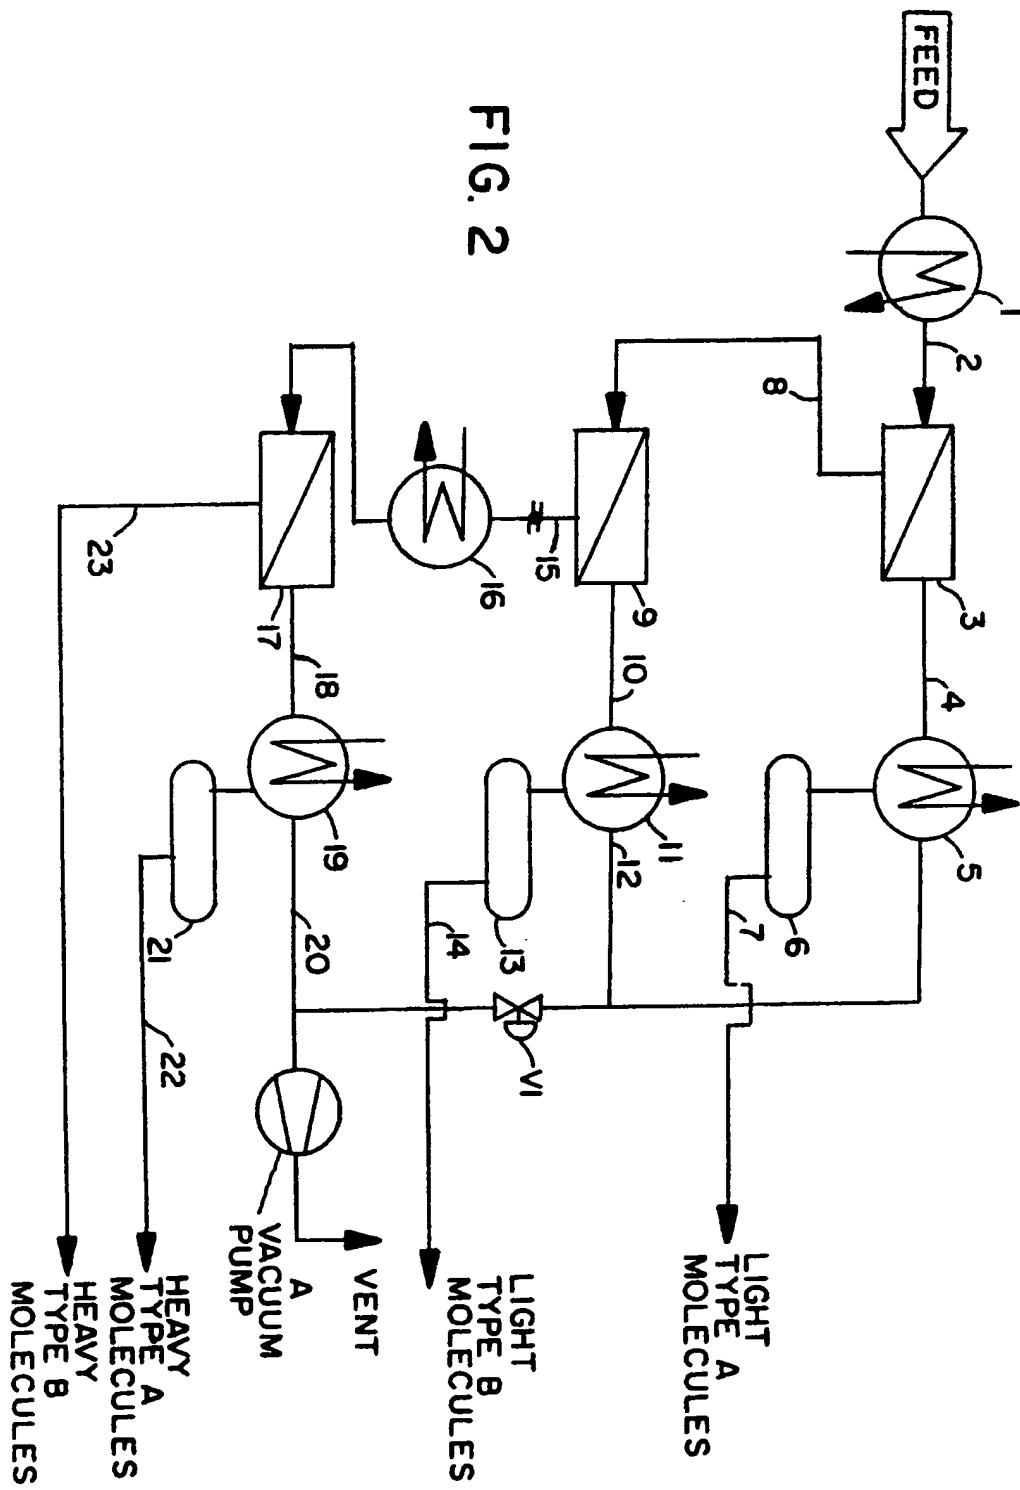 FEED
1
2
3
4
5
6
7
LIGHT
TYPE A
MOLECULES
8
9
10
11
12
13
14
V1
LIGHT
TYPE B
MOLECULES
15
16
17
18
19
20
21
22
23
VENT
A
VACUUM
PUMP
HEAVY
TYPE A
MOLECULES
HEAVY
TYPE B
MOLECULES
FIG. 2